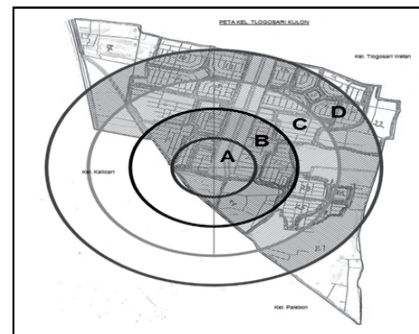 PETA KEL. TLOGOSARI KULON
Kel. Tlogosari Wetan
D
C
B
A
Kel. Kalicari
Kel. Palebon